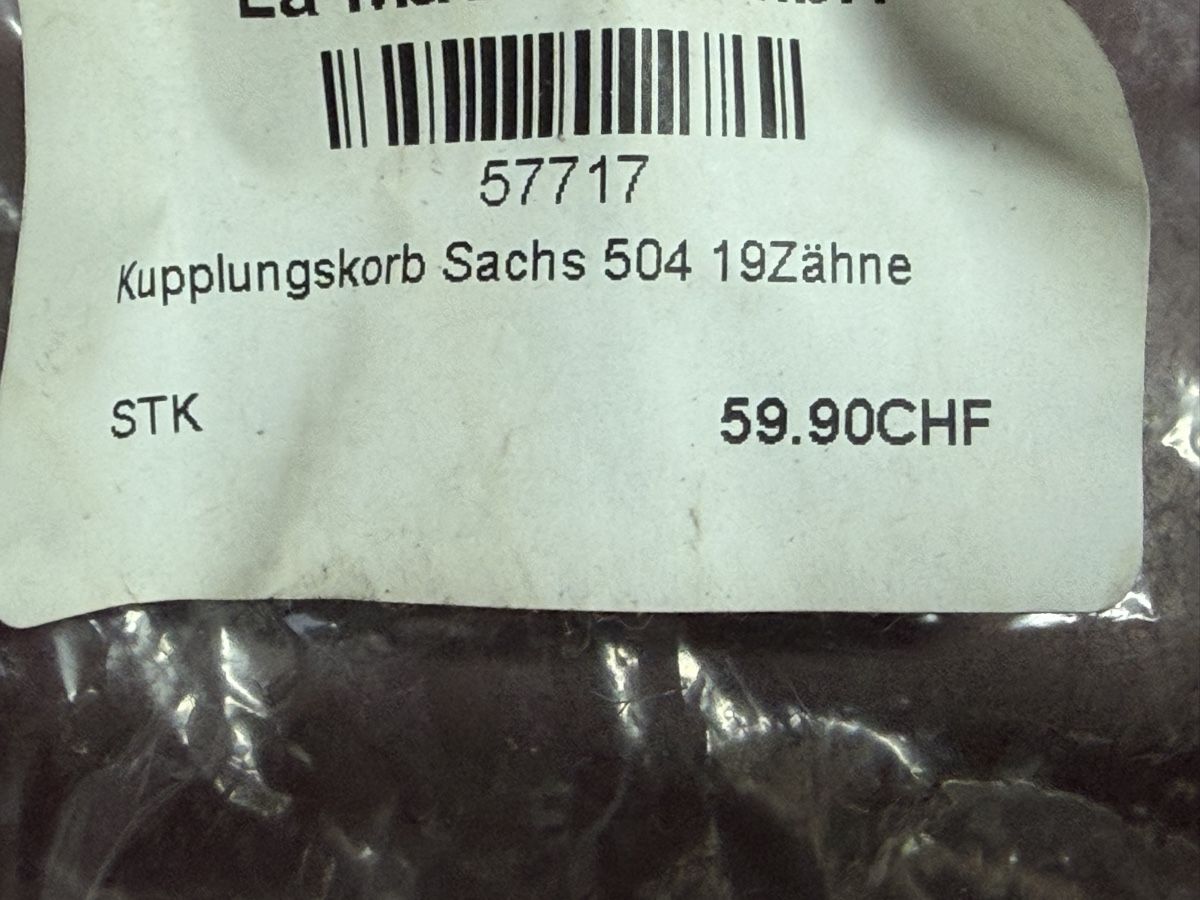 57717
Kupplungskorb Sachs 504 19Zähne
STK
59.90CHF